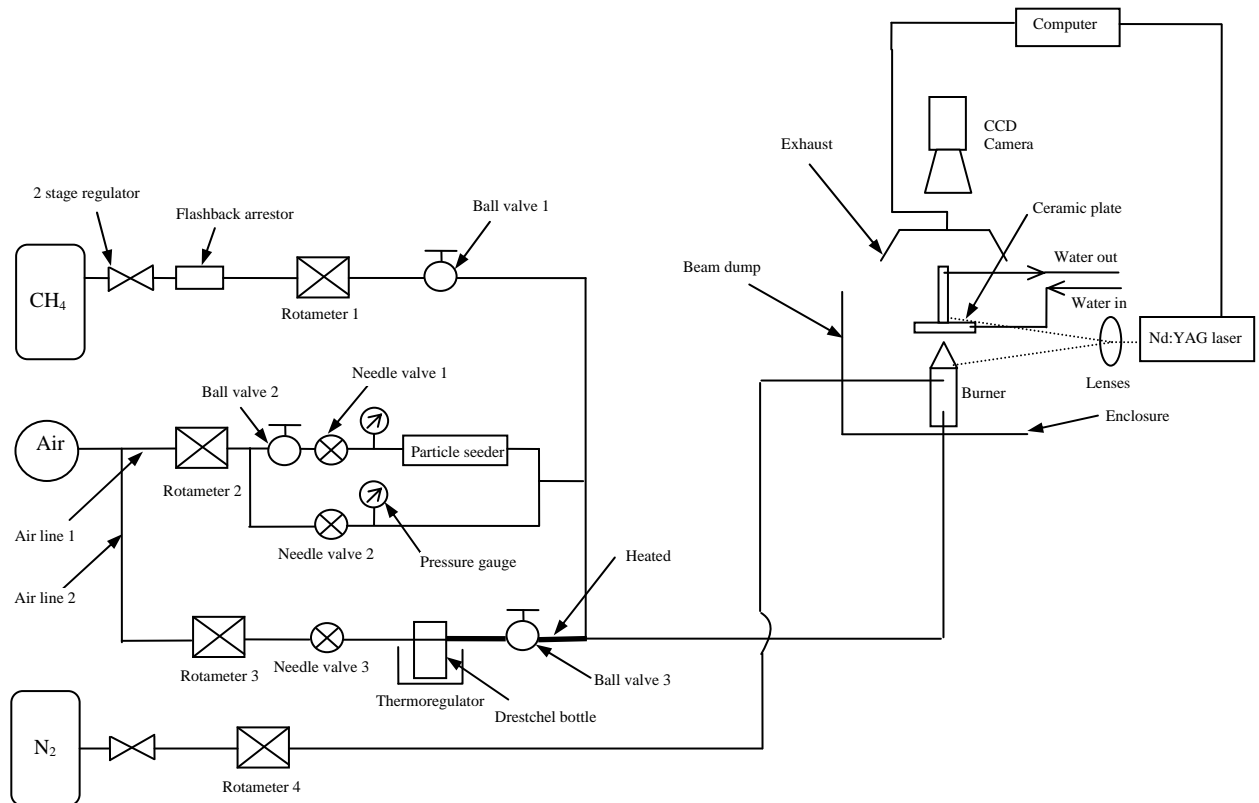 Computer
CCD
Camera
Exhaust
2 stage regulator
Flashback arrestor
Ball valve 1
Ceramic plate
Beam dump
Water out
CH₄
Water in
Rotameter 1
Nd:YAG laser
Needle valve 1
Ball valve 2
Burner
Lenses
Enclosure
Air
Particle seeder
Rotameter 2
Air line 1
Needle valve 2
Pressure gauge
Heated
Air line 2
Rotameter 3
Needle valve 3
Ball valve 3
Thermoregulator
Drestchel bottle
N₂
Rotameter 4